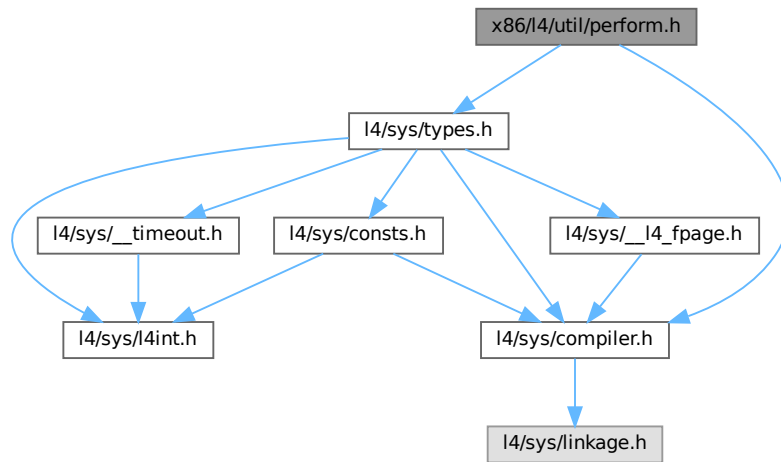 x86/l4/util/perform.h
l4/sys/types.h
l4/sys/__timeout.h
l4/sys/consts.h
l4/sys/__l4_fpage.h
l4/sys/l4int.h
l4/sys/compiler.h
l4/sys/linkage.h